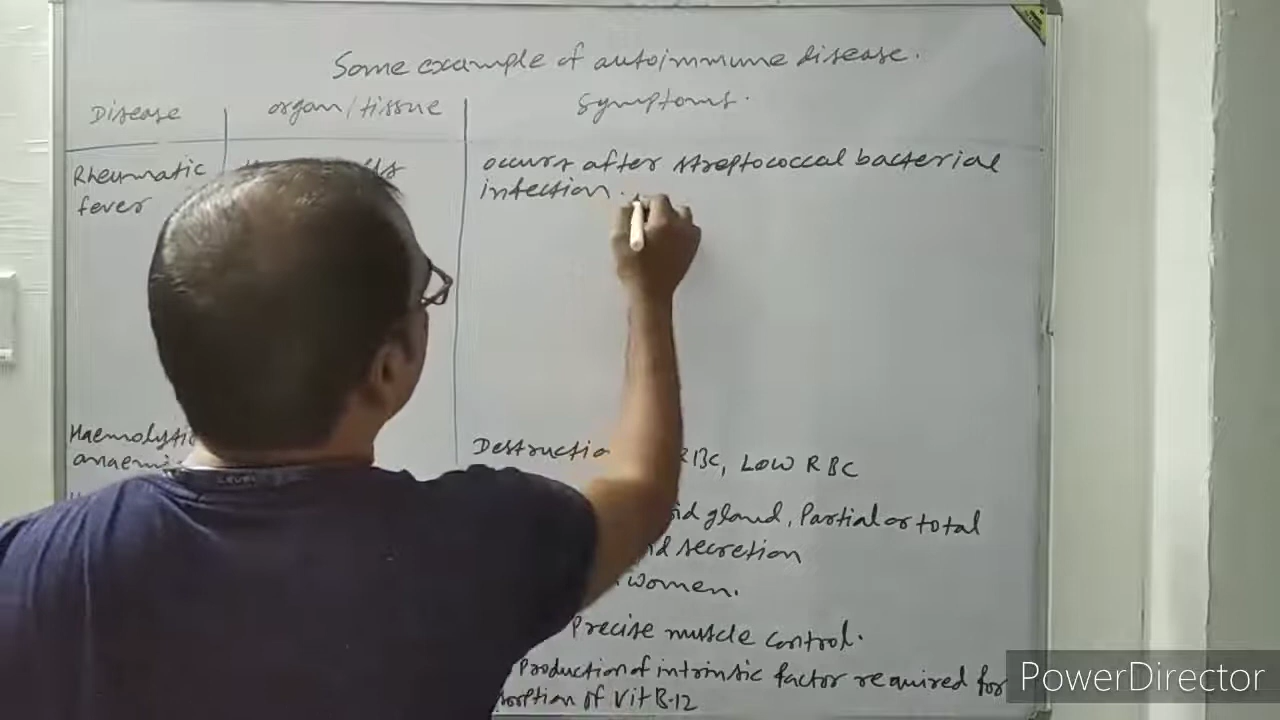 Some example of autoimmune disease.
Disease organ/tissue symptoms.
Rheumatic
fever
occurs after streptococcal bacterial
infection.
Haemolytic
anaemia
Destruction RBC, Low RBC
gland, Partial or total
secretion
women.
Precise muscle control.
Production of intrinsic factor required for
of Vit B-12
LEVEL
PowerDirector